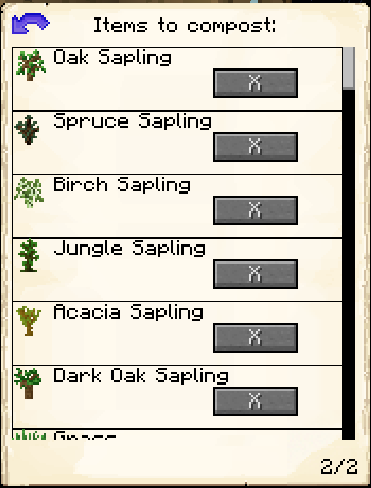 Items to compost:
Oak Sapling
X
Spruce Sapling
X
Birch Sapling
X
Jungle Sapling
X
Acacia Sapling
X
Dark Oak Sapling
X
2/2